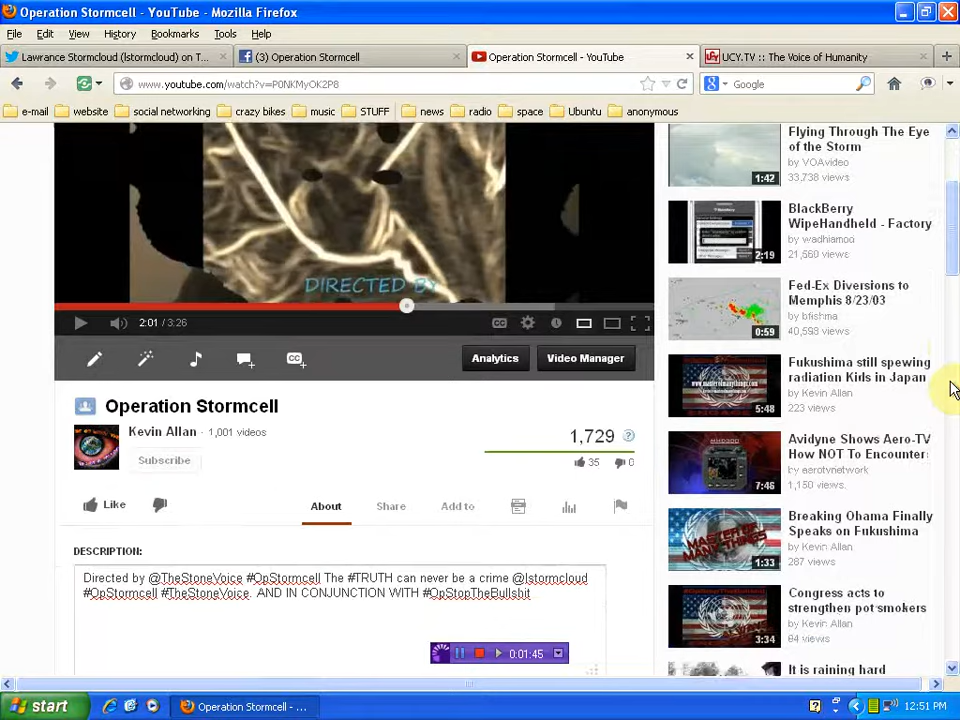 Operation Stormcell - YouTube - Mozilla Firefox
File Edit View History Bookmarks Tools Help
Lawrance Stormcloud (lstormcloud) on T...
(3) Operation Stormcell
Operation Stormcell - YouTube
UCY.TV :: The Voice of Humanity
www.youtube.com/watch?v=P0NKMyOK2P8
Google
e-mail website social networking crazy bikes music STUFF news radio space Ubuntu anonymous
DIRECTED BY
2:01 / 3:26
CC
Analytics
Video Manager
Operation Stormcell
Kevin Allan · 1,001 videos
Subscribe
1,729
35 0
Like
About Share Add to
DESCRIPTION:
Directed by @TheStoneVoice #OpStormcell The #TRUTH can never be a crime @lstormcloud
#OpStormcell #TheStoneVoice. AND IN CONJUNCTION WITH #OpStopTheBullshit
0:01:45
Flying Through The Eye
of the Storm
by VOAvideo
33,738 views
1:42
BlackBerry
WipeHandheld - Factory
by wadhiamoo
21,560 views
2:19
Fed-Ex Diversions to
Memphis 8/23/03
by bfishma
40,598 views
0:59
Fukushima still spewing
radiation Kids in Japan
by Kevin Allan
223 views
5:48
Avidyne Shows Aero-TV
How NOT To Encounter
by aerotvnetwork
1,150 views
7:46
Breaking Obama Finally
Speaks on Fukushima
by Kevin Allan
287 views
1:33
Congress acts to
strengthen pot smokers
by Kevin Allan
84 views
3:34
It is raining hard
start
Operation Stormcell - ...
12:51 PM